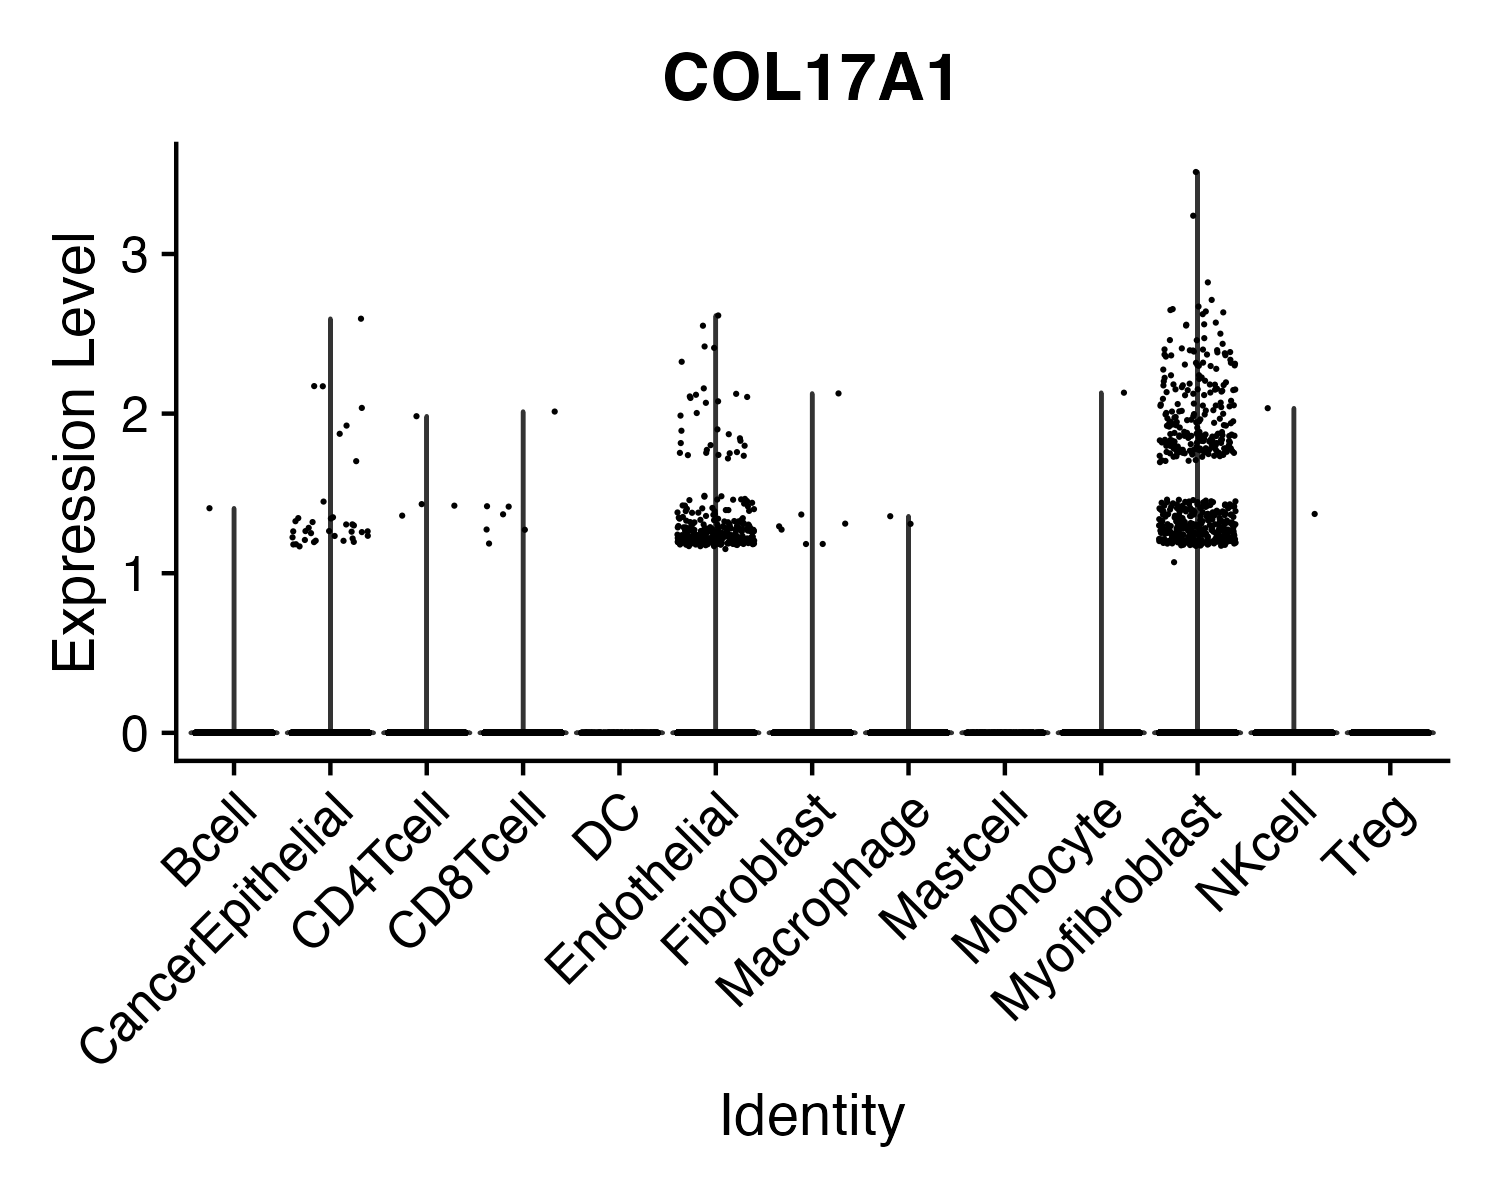 COL17A1
Expression Level
3
2
1
0
Bcell
CancerEpithelial
CD4Tcell
CD8Tcell
DC
Endothelial
Fibroblast
Macrophage
Mastcell
Monocyte
Myofibroblast
NKcell
Treg
Identity